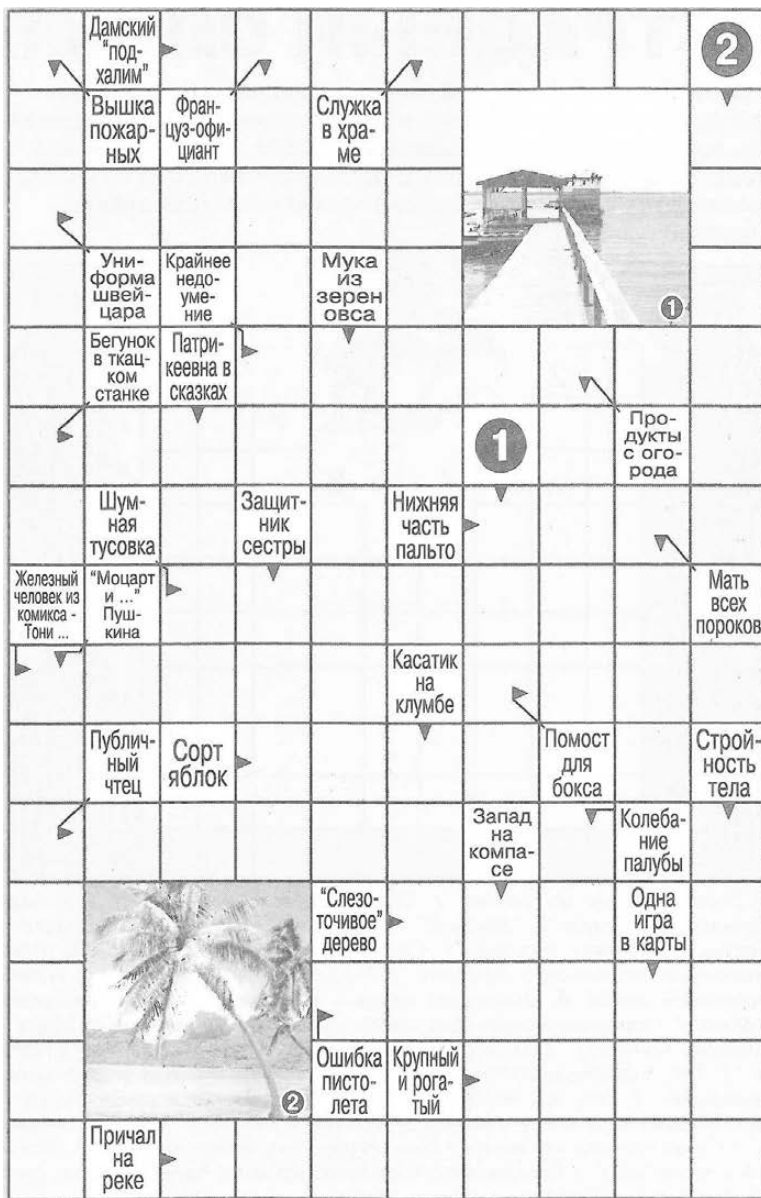 Дамский
“под-
халим”
2
Вышка
пожар-
ных
Фран-
цуз-офи-
циант
Служка
в хра-
ме
1
Уни-
форма
швей-
цара
Крайнее
недо-
уме-
ние
Мука
из
зерен
овса
Бегунок
в ткац-
ком
станке
Патри-
кеевна в
сказках
1
Про-
дукты
с ого-
рода
Шум-
ная
тусовка
Защит-
ник
сестры
Нижняя
часть
пальто
Железный
человек из
комикса -
Тони ...
“Моцарт
и ...”
Пуш-
кина
Мать
всех
пороков
Касатик
на
клумбе
Публич-
ный
чтец
Сорт
яблок
Помост
для
бокса
Строй-
ность
тела
Запад
на
компа-
се
Колеба-
ние
палубы
“Слезо-
точивое”
дерево
Одна
игра
в карты
2
Ошибка
писто-
лета
Крупный
и рога-
тый
Причал
на
реке